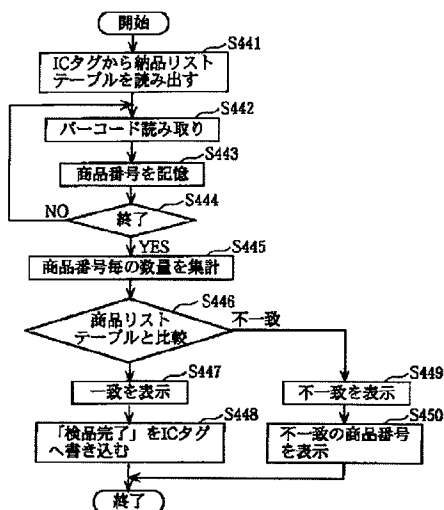 開始
S441
ICタグから納品リスト
テーブルを読み出す
S442
バーコード読み取り
S443
商品番号を記憶
S444
NO
終了
YES
S445
商品番号毎の数量を集計
S446
商品リスト
テーブルと比較
不一致
S447
一致を表示
S449
不一致を表示
S448
「検品完了」をICタグ
へ書き込む
S450
不一致の商品番号
を表示
終了